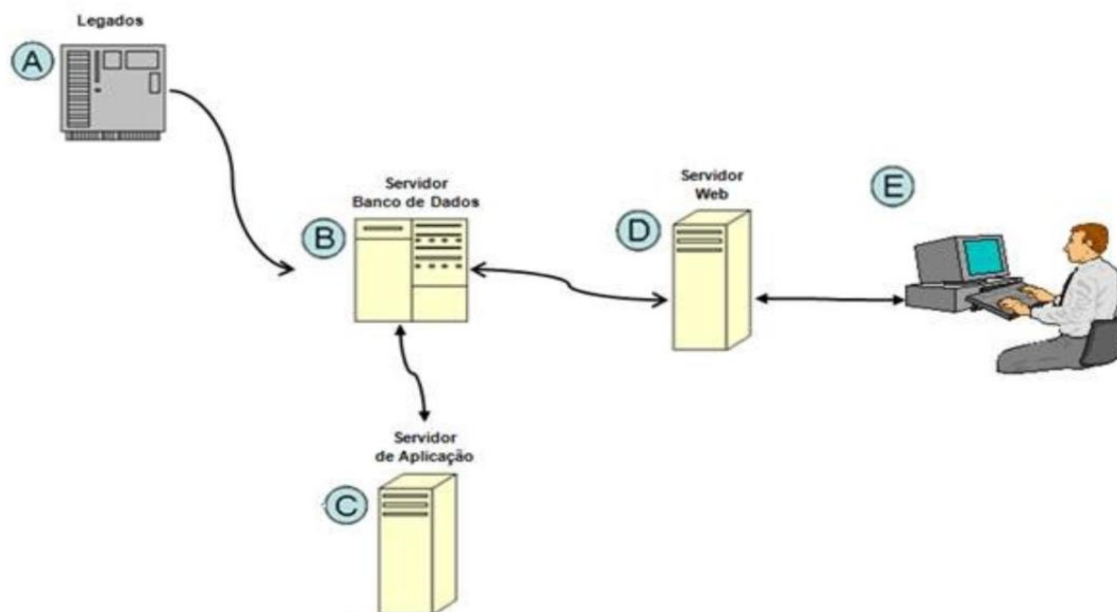 Legados
A
Servidor
Banco de Dados
B
Servidor
Web
D
E
Servidor
de Aplicação
C